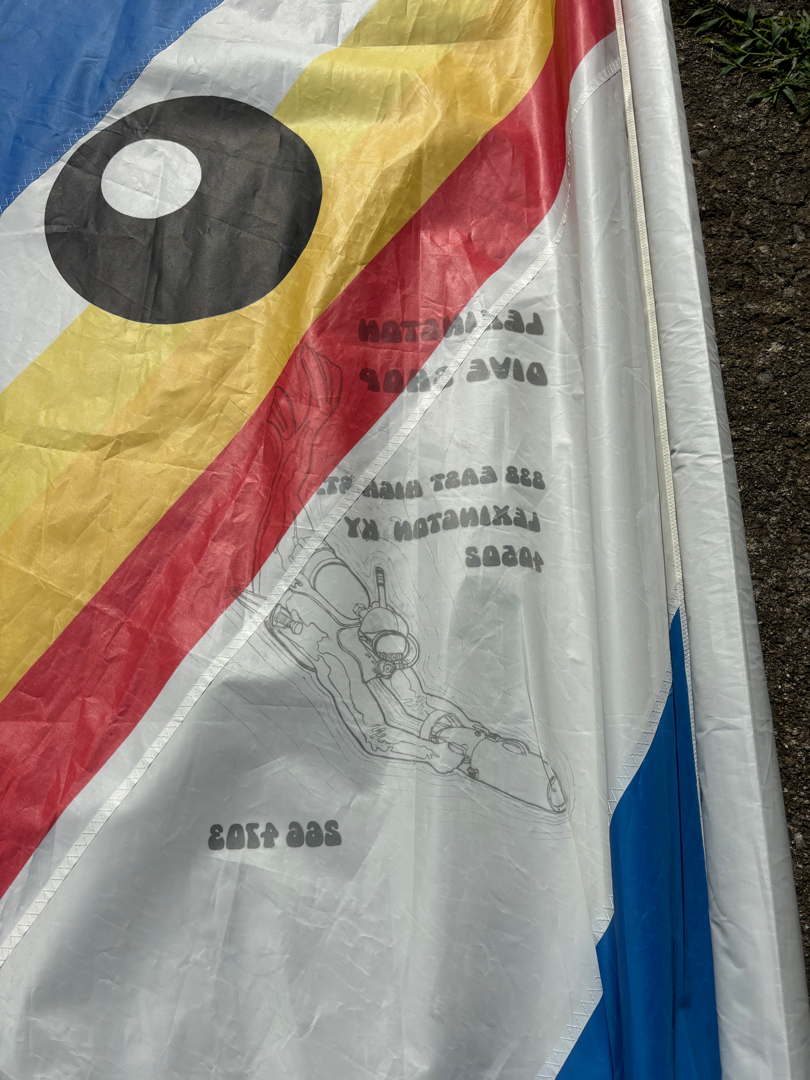 LEXINGTON
DIVE SHOP
838 EAST HIGH ST.
LEXINGTON KY
40502
266 4703